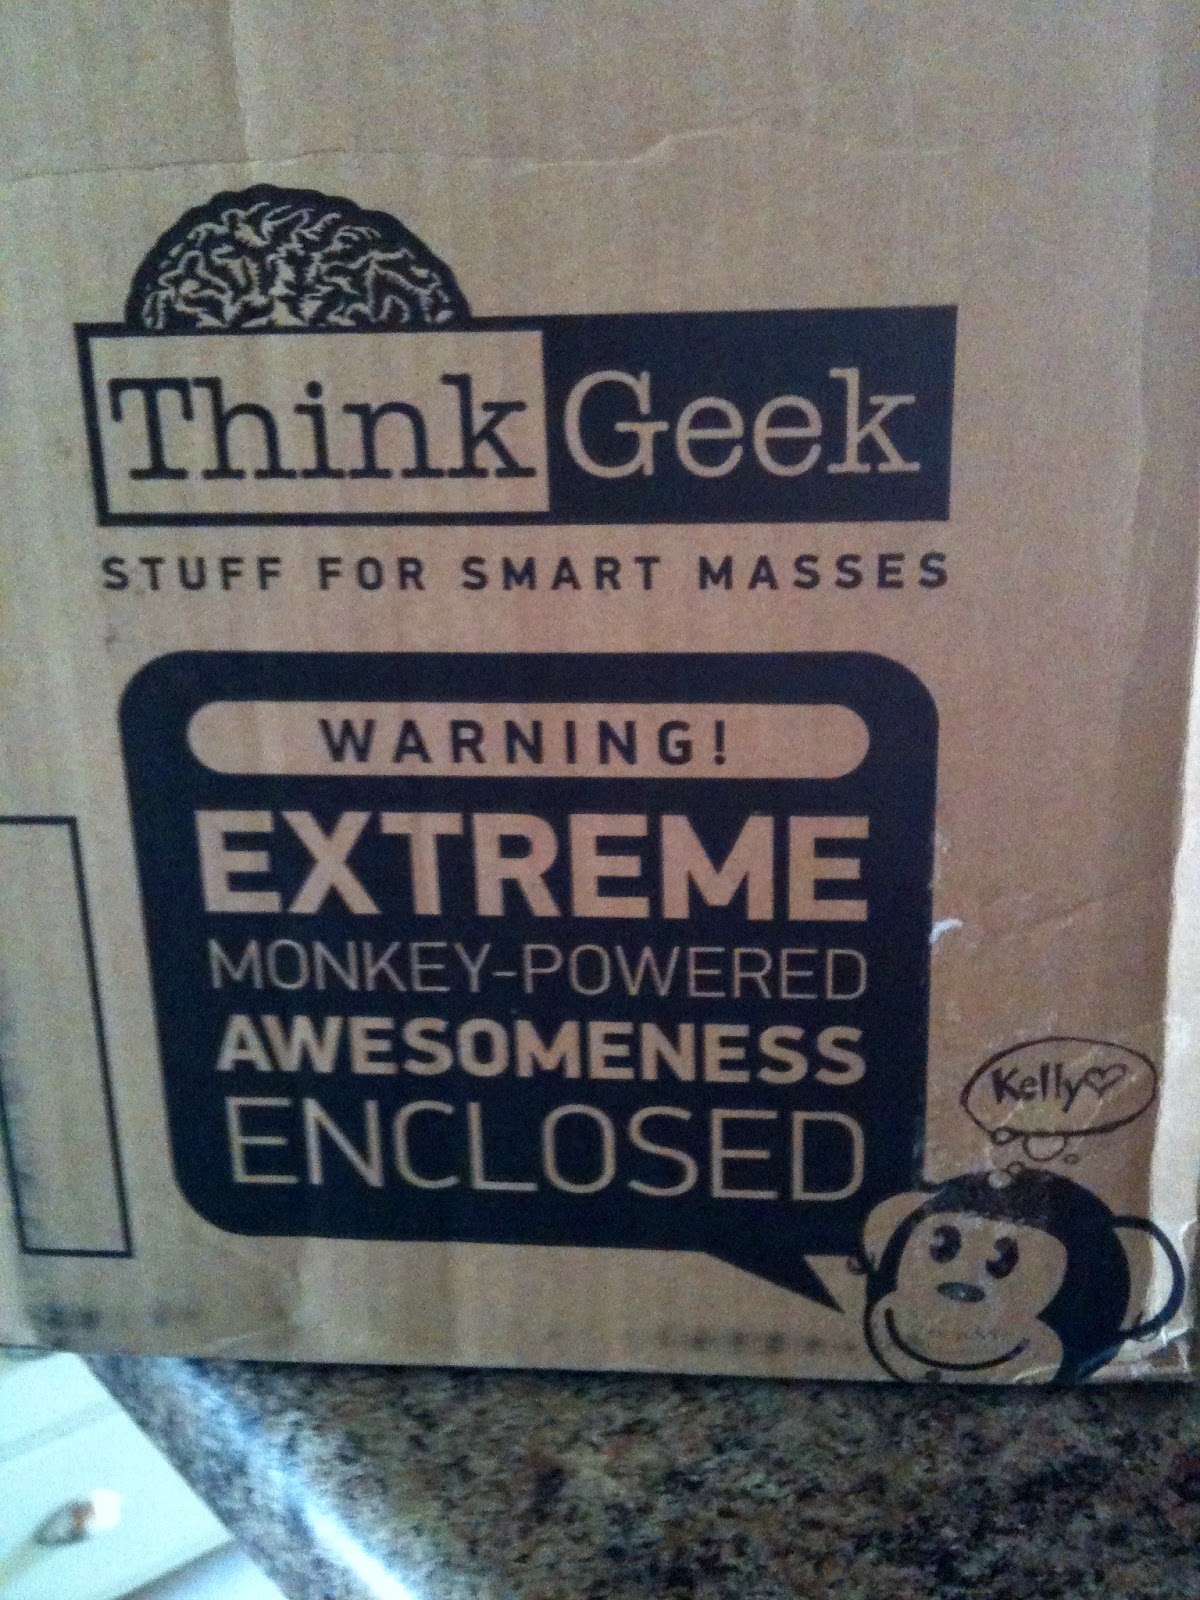 Think Geek
STUFF FOR SMART MASSES
WARNING!
EXTREME
MONKEY-POWERED
AWESOMENESS
ENCLOSED
Kelly♡